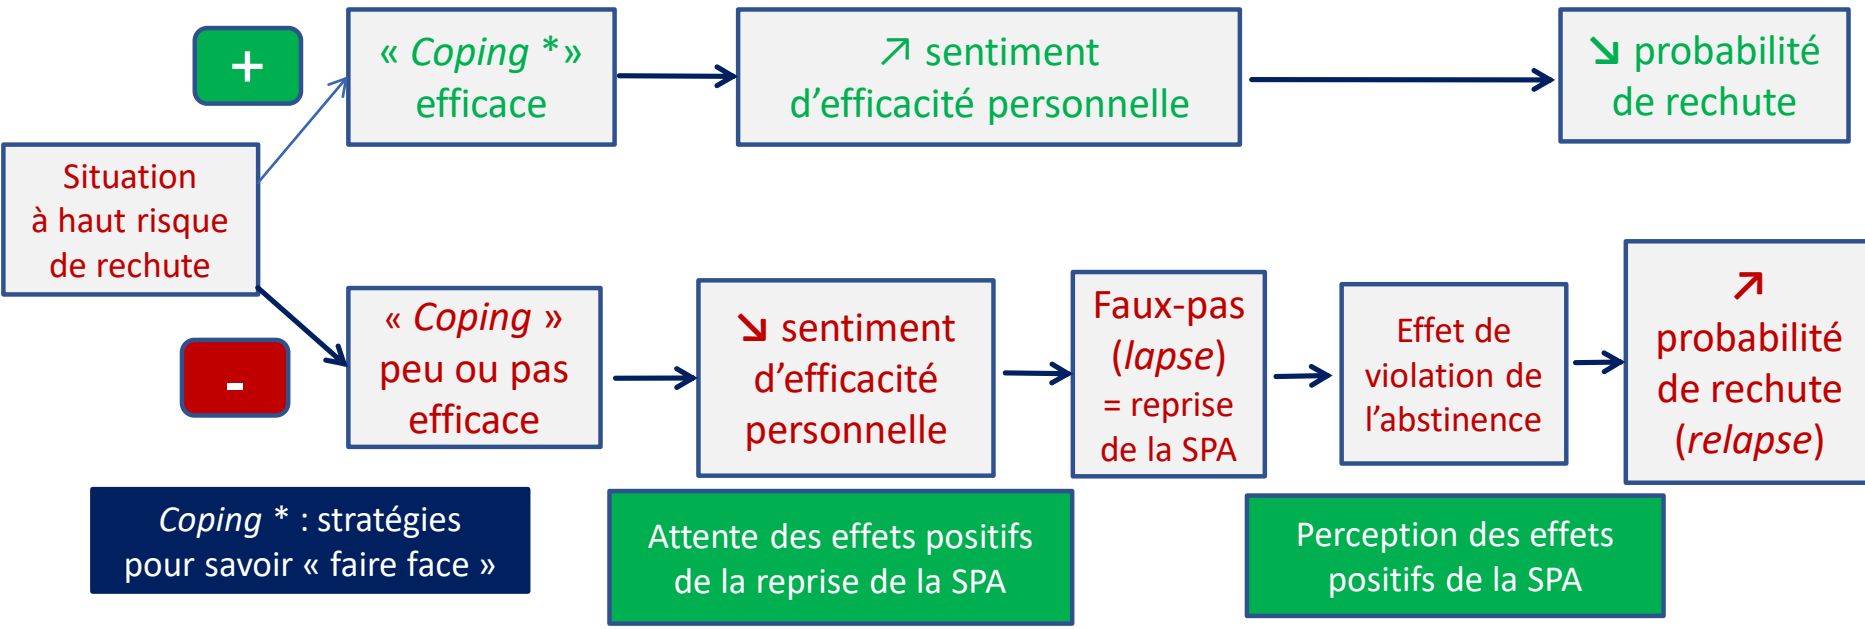 +
« Coping *»
efficace
↗ sentiment
d'efficacité personnelle
↘ probabilité
de rechute
Situation
à haut risque
de rechute
-
« Coping »
peu ou pas
efficace
↘ sentiment
d'efficacité
personnelle
Faux-pas
(lapse)
= reprise
de la SPA
Effet de
violation de
l'abstinence
↗
probabilité
de rechute
(relapse)
Coping * : stratégies
pour savoir « faire face »
Attente des effets positifs
de la reprise de la SPA
Perception des effets
positifs de la SPA